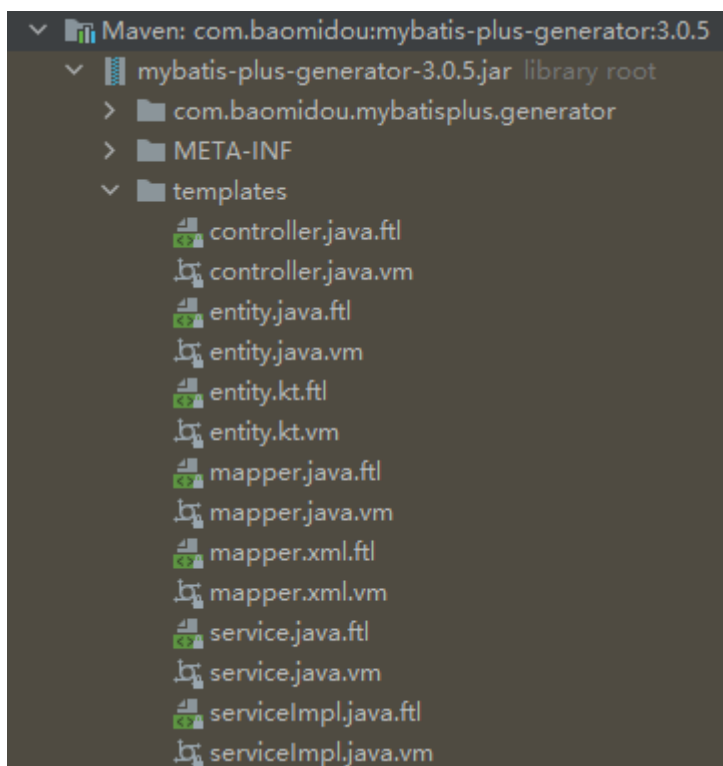 Maven: com.baomidou:mybatis-plus-generator:3.0.5
mybatis-plus-generator-3.0.5.jar library root
com.baomidou.mybatisplus.generator
META-INF
templates
controller.java.ftl
controller.java.vm
entity.java.ftl
entity.java.vm
entity.kt.ftl
entity.kt.vm
mapper.java.ftl
mapper.java.vm
mapper.xml.ftl
mapper.xml.vm
service.java.ftl
service.java.vm
serviceImpl.java.ftl
serviceImpl.java.vm